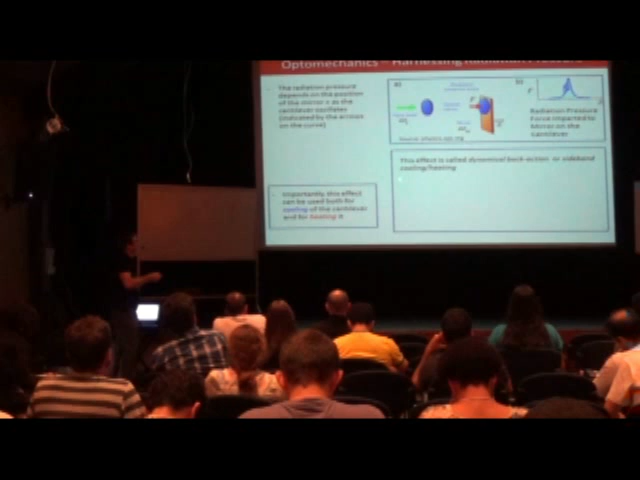 Optomechanics – Harnessing Radiation Pressure
- The radiation pressure
depends on the position
of the mirror x as the
cantilever oscillates
(indicated by the arrows
on the curve)
Radiation Pressure
Force Imparted to
Mirror on the
Cantilever
This effect is called dynamical back-action or sideband
cooling/heating
- Importantly, this effect
can be used both for
cooling of the cantilever
and for heating it